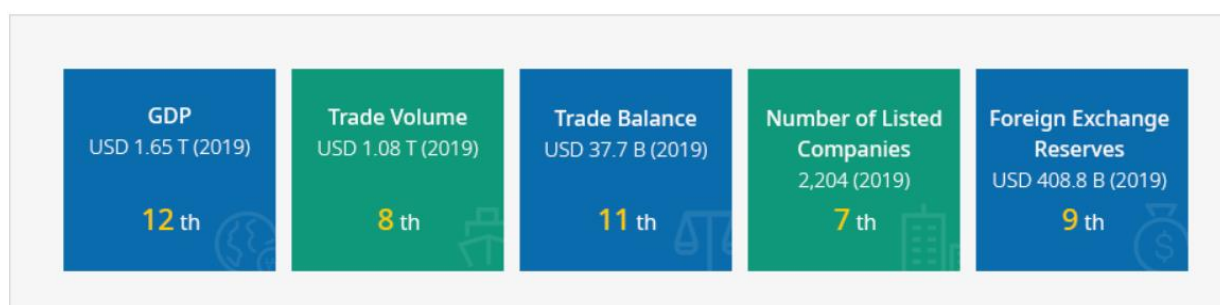 GDP
USD 1.65 T (2019)
12 th
Trade Volume
USD 1.08 T (2019)
8 th
Trade Balance
USD 37.7 B (2019)
11 th
Number of Listed
Companies
2,204 (2019)
7 th
Foreign Exchange
Reserves
USD 408.8 B (2019)
9 th